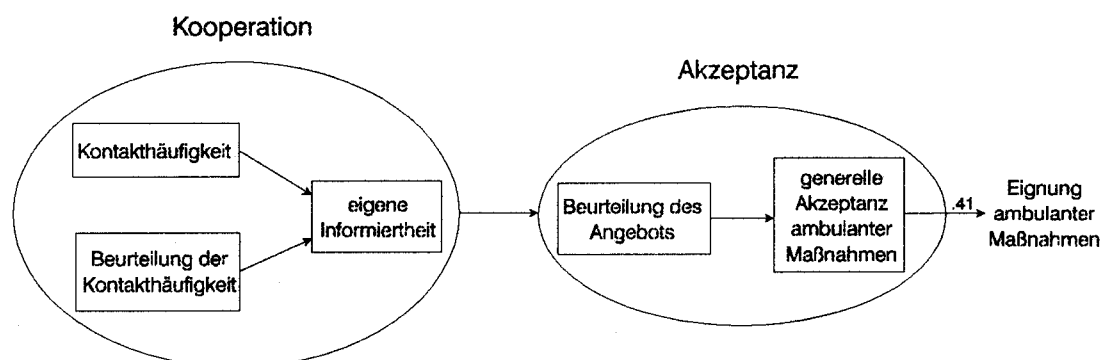 Kooperation
Akzeptanz
Kontakthäufigkeit
eigene
Informiertheit
Beurteilung der
Kontakthäufigkeit
Beurteilung des
Angebots
generelle
Akzeptanz
ambulanter
Maßnahmen
.41
Eignung
ambulanter
Maßnahmen